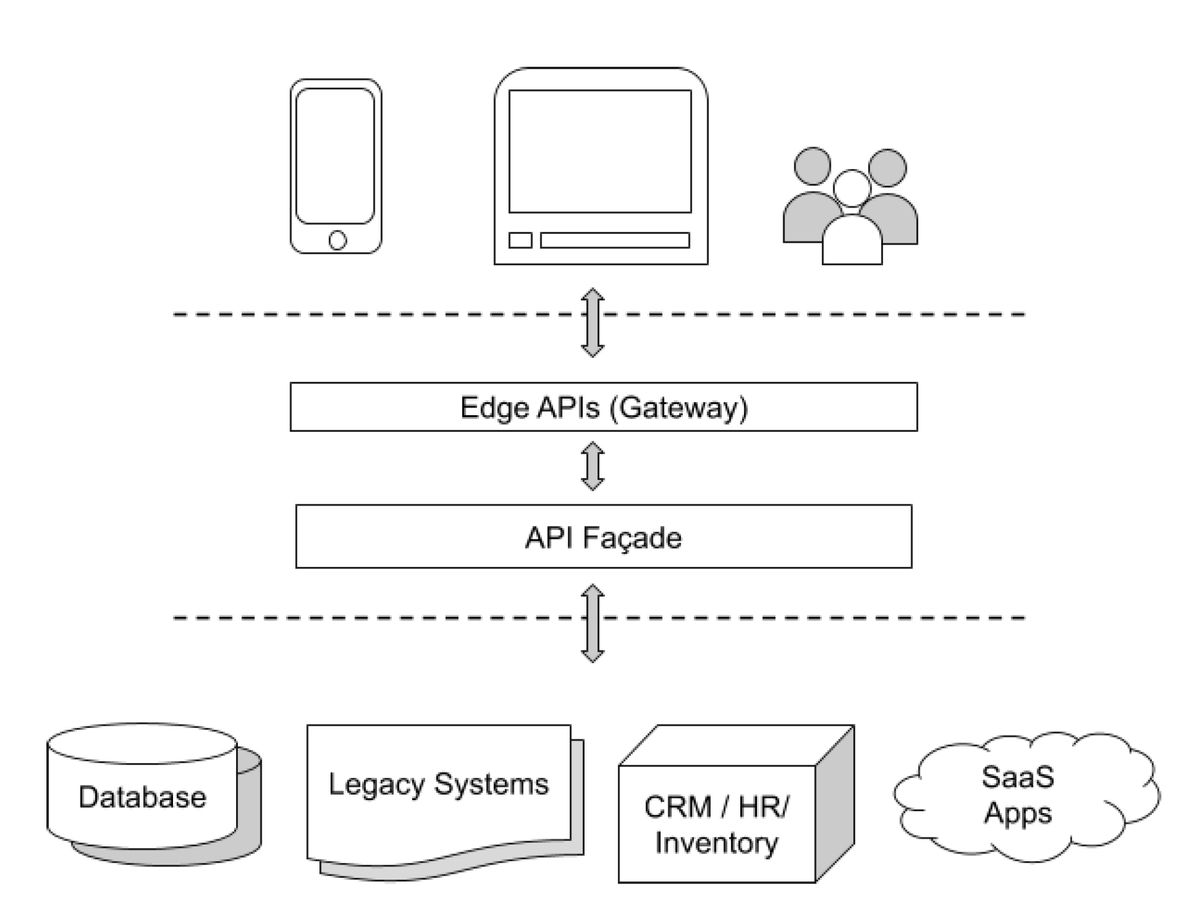 Edge APIs (Gateway)
API Façade
Database
Legacy Systems
CRM / HR/
Inventory
SaaS
Apps